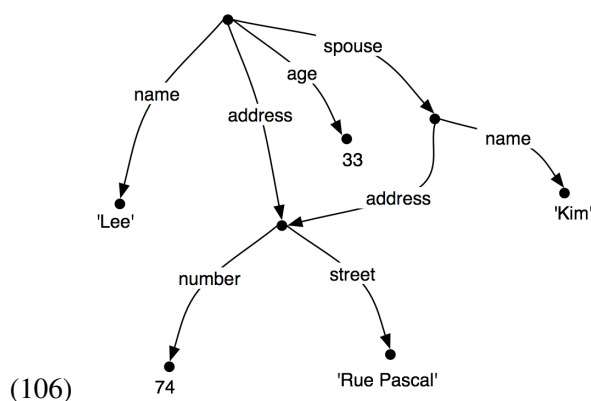 spouse
age
name
address
name
33
address
'Lee'
'Kim'
number
street
(106)
74
'Rue Pascal'